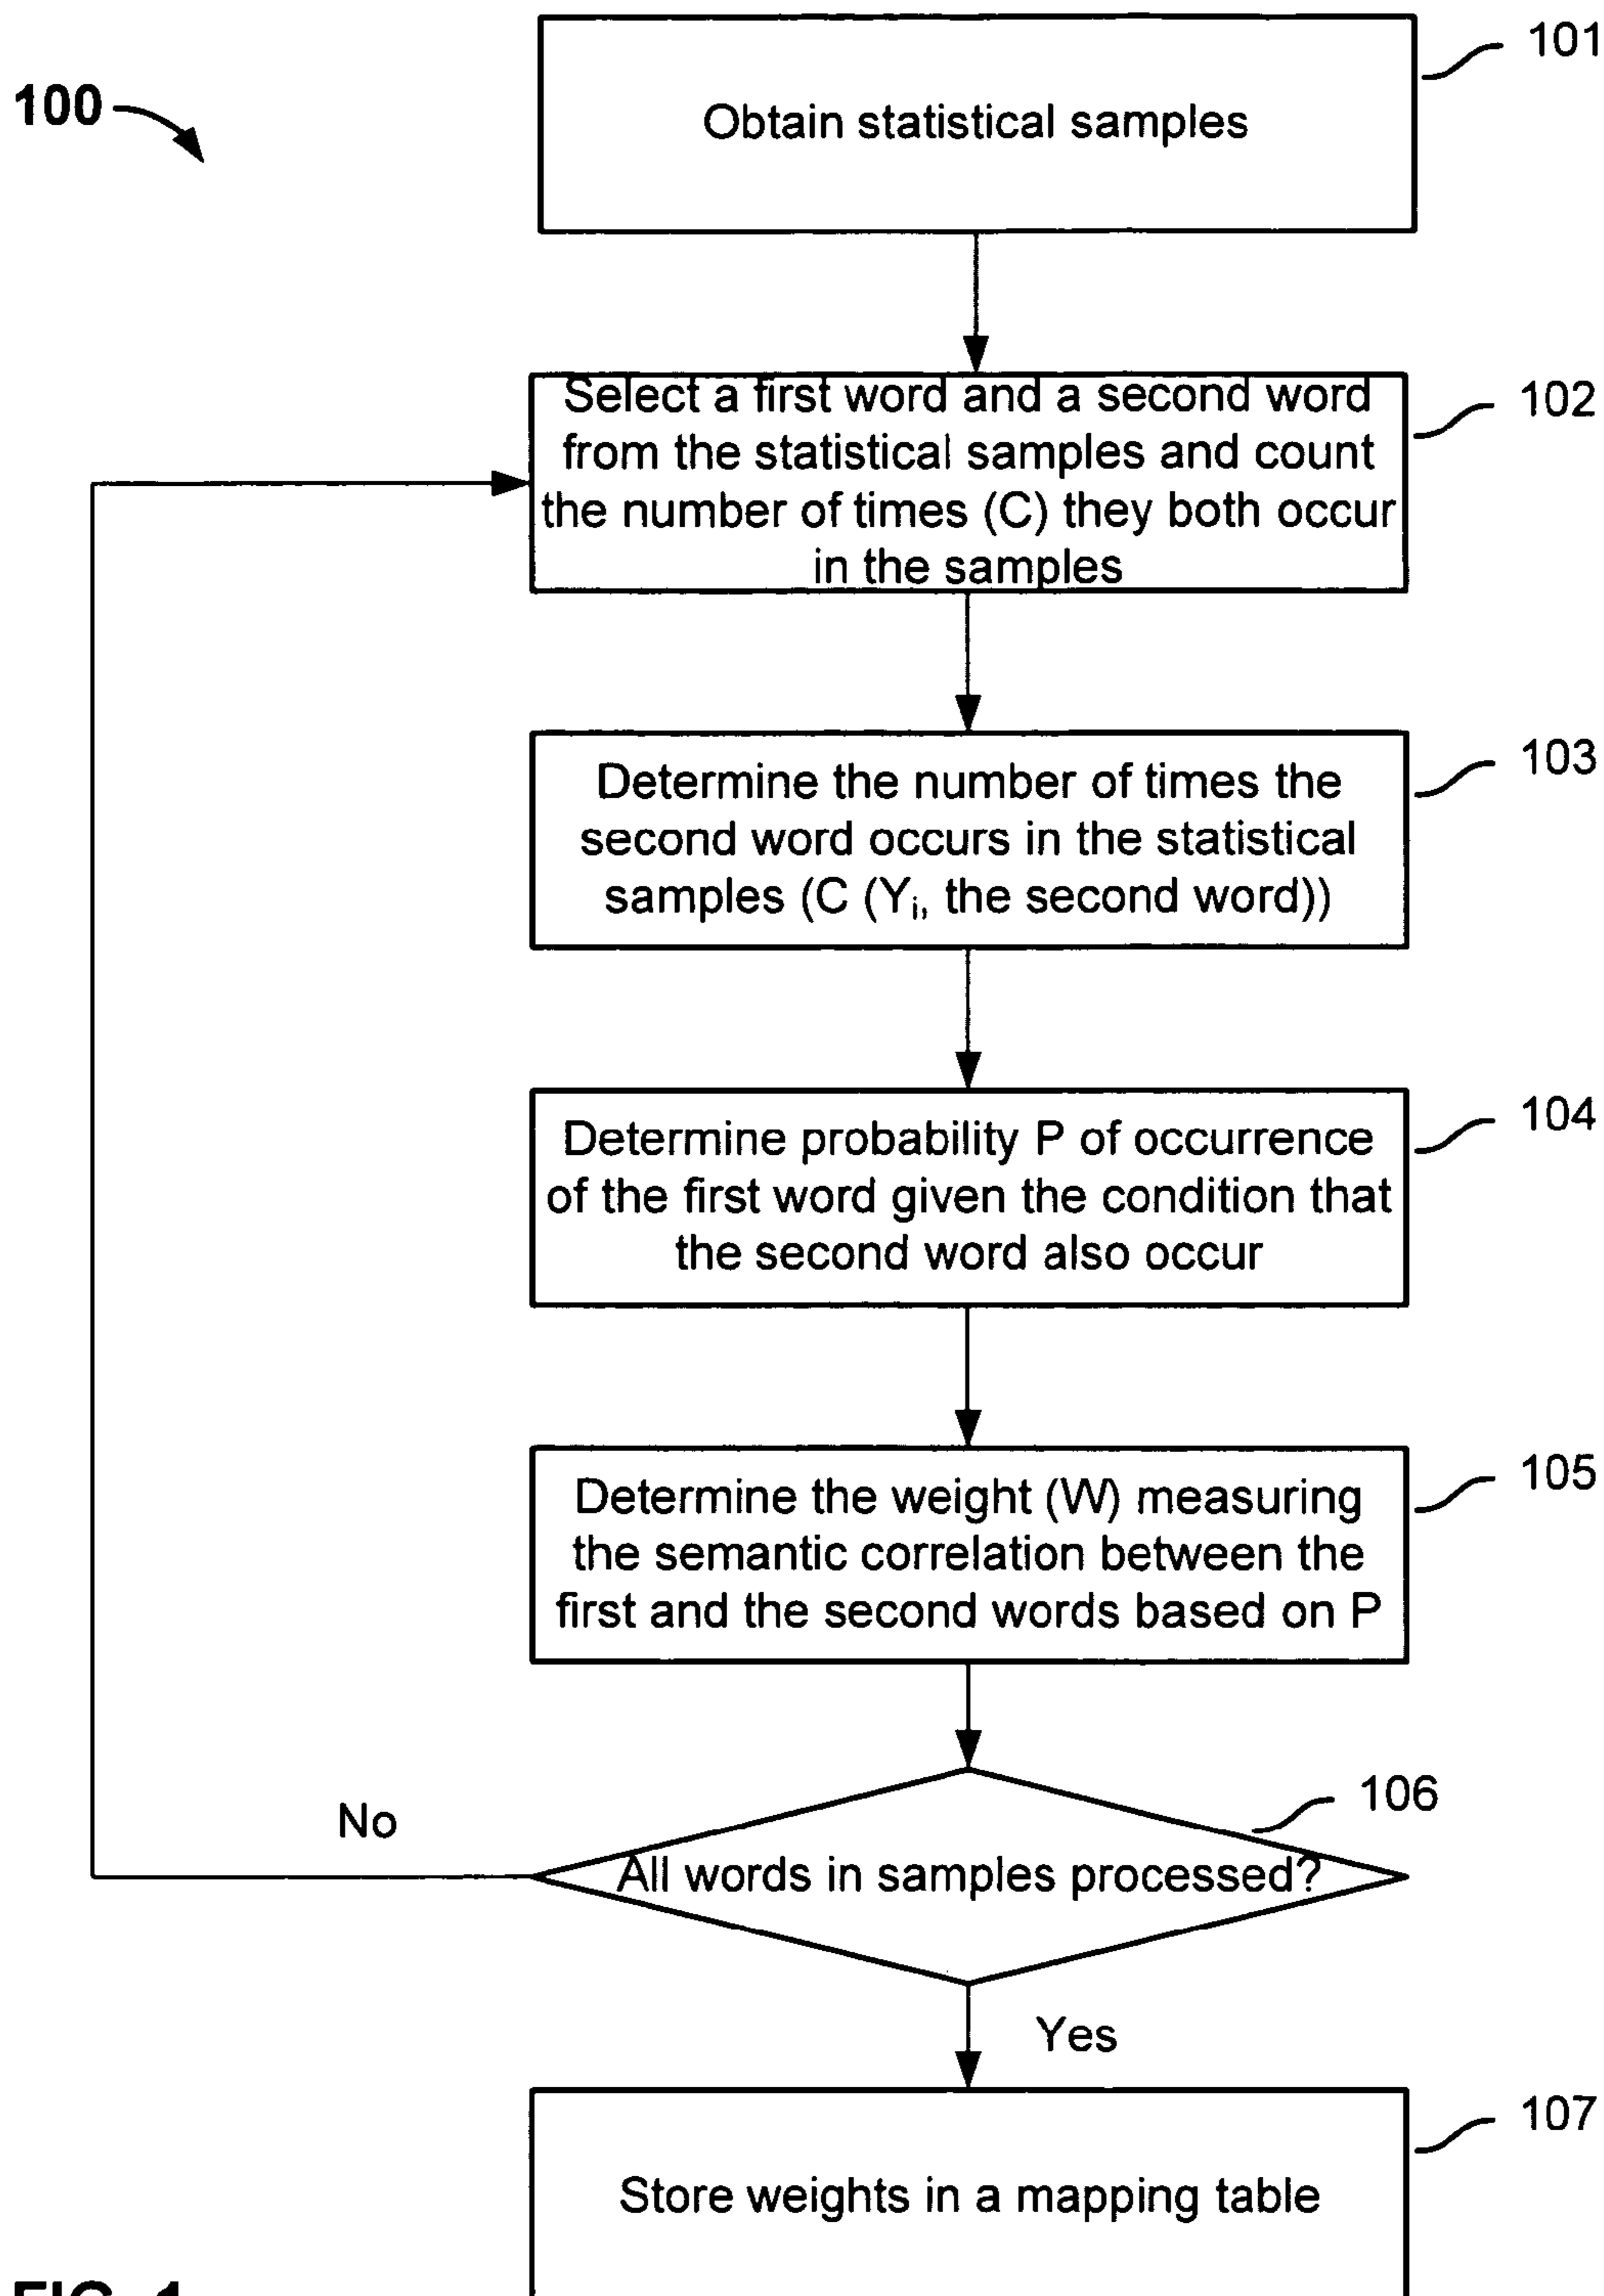 100
101
Obtain statistical samples
102
Select a first word and a second word
from the statistical samples and count
the number of times (C) they both occur
in the samples
103
Determine the number of times the
second word occurs in the statistical
samples (C (Yi, the second word))
104
Determine probability P of occurrence
of the first word given the condition that
the second word also occur
105
Determine the weight (W) measuring
the semantic correlation between the
first and the second words based on P
106
No
All words in samples processed?
Yes
107
Store weights in a mapping table
FIG. 1